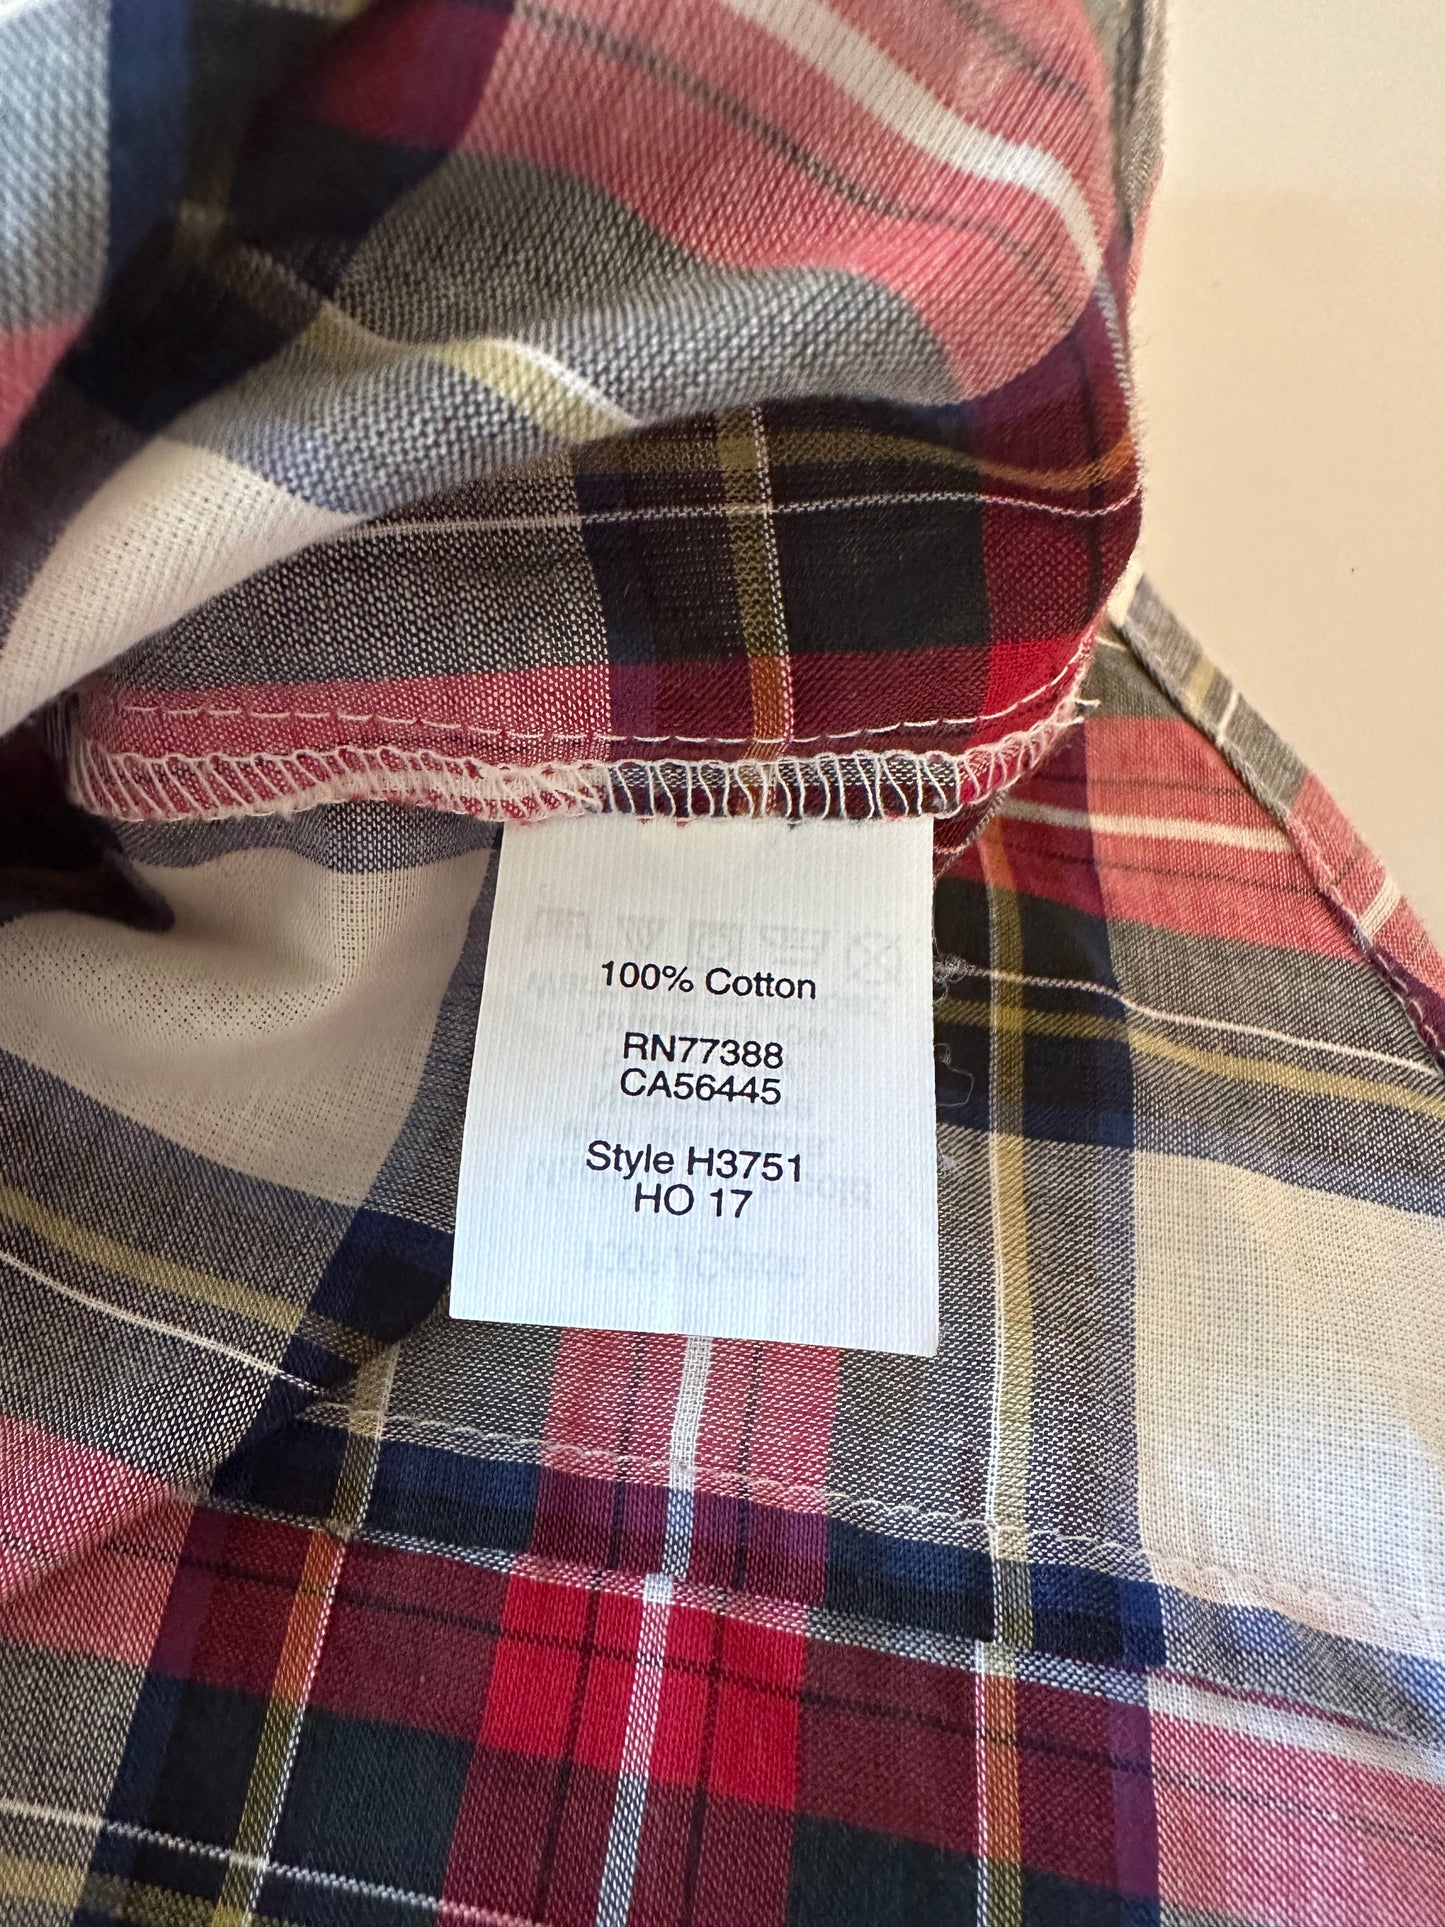 100% Cotton
RN77388
CA56445
Style H3751
HO 17